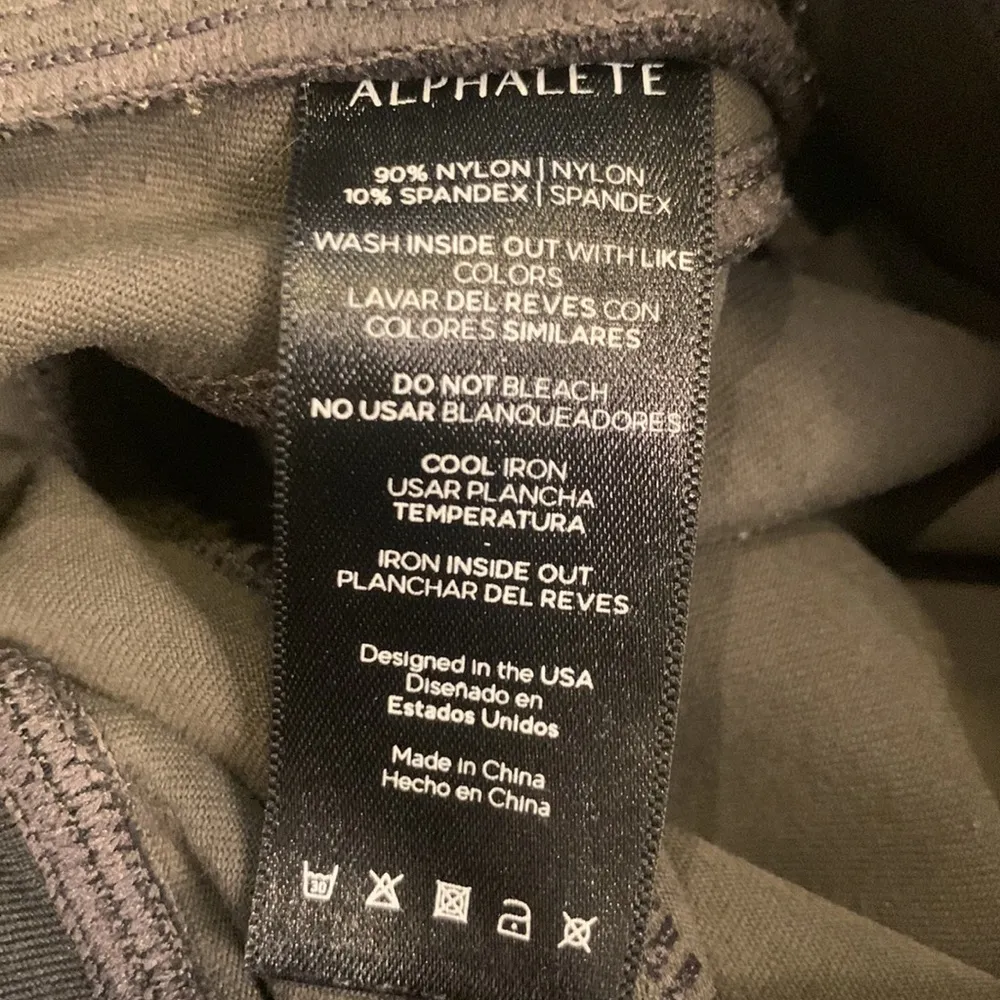 ALPHALETE
90% NYLON | NYLON
10% SPANDEX | SPANDEX
WASH INSIDE OUT WITH LIKE
COLORS
LAVAR DEL REVES CON
COLORES SIMILARES
DO NOT BLEACH
NO USAR BLANQUEADORES
COOL IRON
USAR PLANCHA
TEMPERATURA
IRON INSIDE OUT
PLANCHAR DEL REVES
Designed in the USA
Diseñado en
Estados Unidos
Made in China
Hecho en China
30